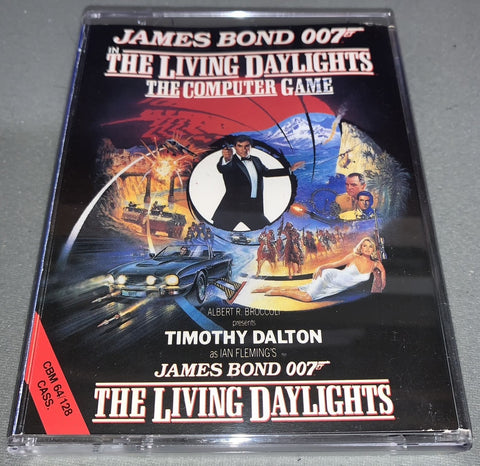 JAMES BOND 007
IN
THE LIVING DAYLIGHTS
THE COMPUTER GAME
ALBERT R. BROCCOLI
presents
TIMOTHY DALTON
as IAN FLEMING'S
JAMES BOND 007
THE LIVING DAYLIGHTS
CBM 64/128
CASS.